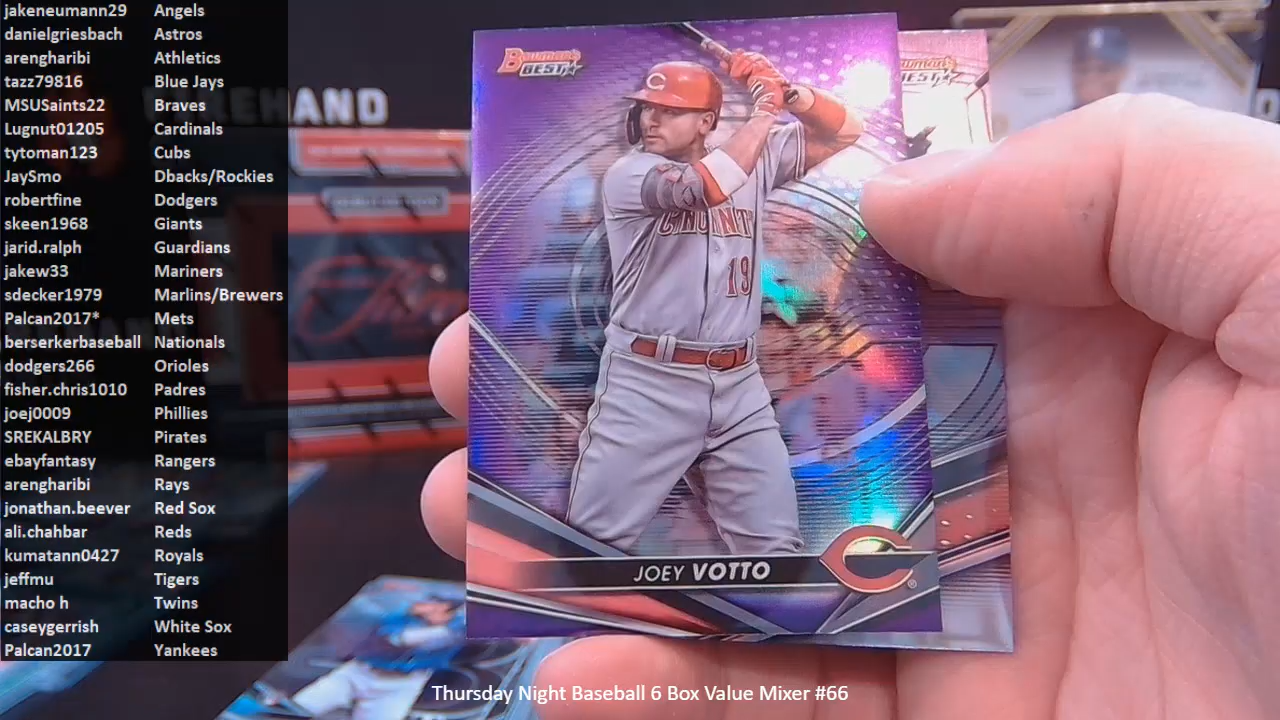 jakeneumann29 Angels
danielgriesbach Astros
arengharibi Athletics
tazz79816 Blue Jays
MSUSaints22 Braves
Lugnut01205 Cardinals
tytoman123 Cubs
JaySmo Dbacks/Rockies
robertfine Dodgers
skeen1968 Giants
jarid.ralph Guardians
jakew33 Mariners
sdecker1979 Marlins/Brewers
Palcan2017* Mets
berserkerbaseball Nationals
dodgers266 Orioles
fisher.chris1010 Padres
joej0009 Phillies
SREKALBRY Pirates
ebayfantasy Rangers
arengharibi Rays
jonathan.beever Red Sox
ali.chahbar Reds
kumatann0427 Royals
jeffmu Tigers
macho h Twins
caseygerrish White Sox
Palcan2017 Yankees
Bowman's
BEST
C
CINCINNATI
19
JOEY VOTTO
Thursday Night Baseball 6 Box Value Mixer #66